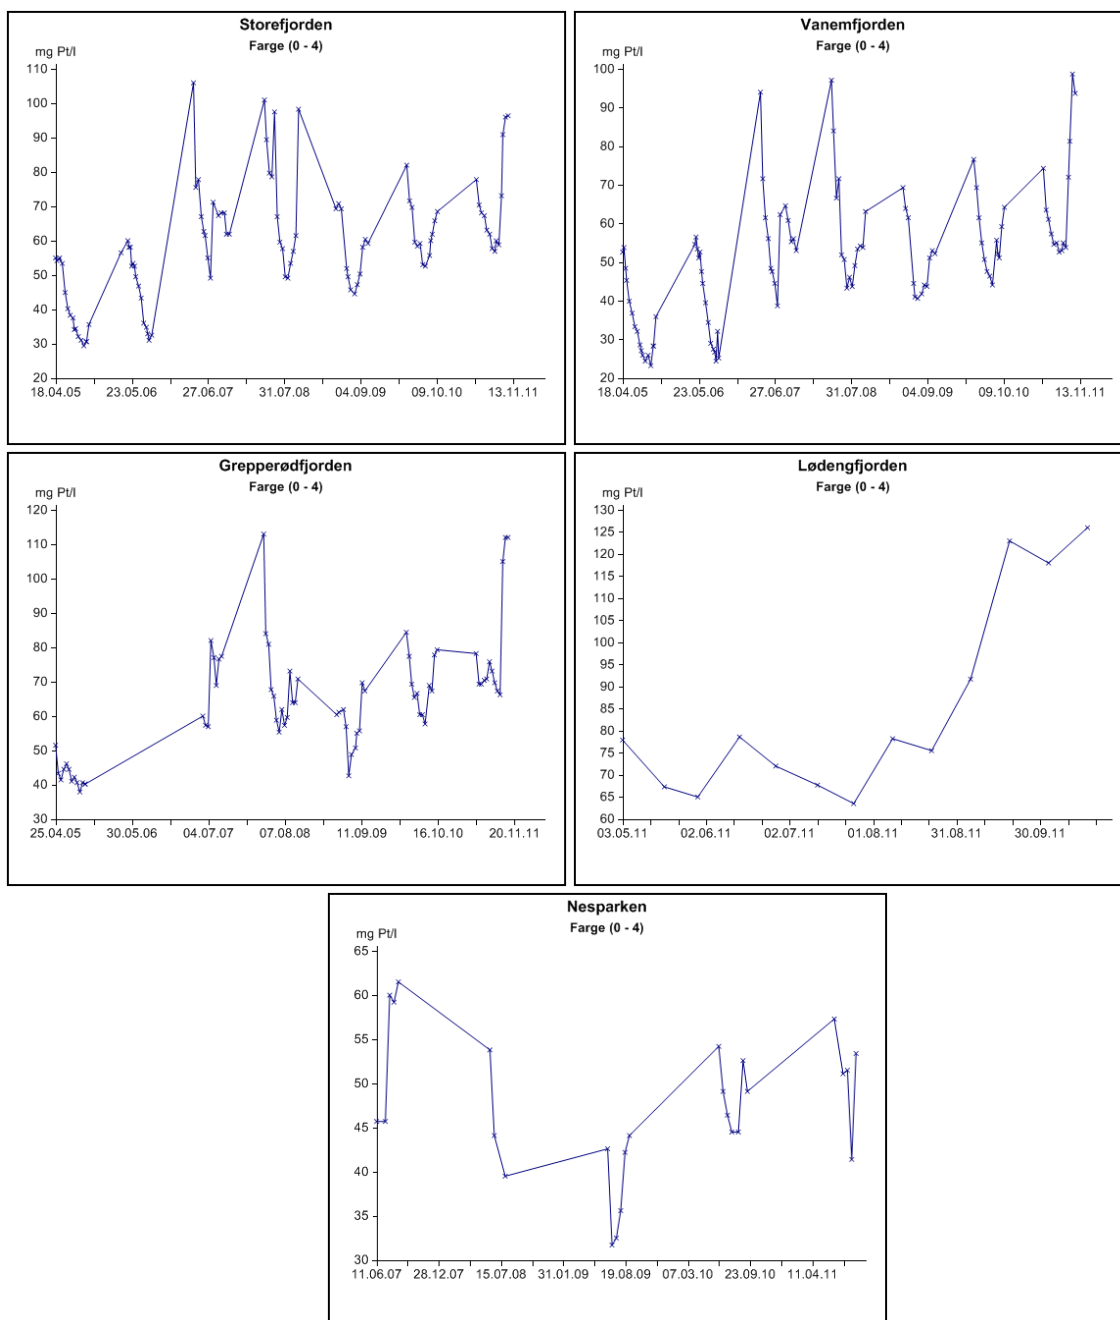 Storefjorden
Farge (0 - 4)
mg Pt/l
110
100
90
80
70
60
50
40
30
20
18.04.05 23.05.06 27.06.07 31.07.08 04.09.09 09.10.10 13.11.11
Vanemfjorden
Farge (0 - 4)
mg Pt/l
100
90
80
70
60
50
40
30
20
18.04.05 23.05.06 27.06.07 31.07.08 04.09.09 09.10.10 13.11.11
Grepperødfjorden
Farge (0 - 4)
mg Pt/l
120
110
100
90
80
70
60
50
40
30
25.04.05 30.05.06 04.07.07 07.08.08 11.09.09 16.10.10 20.11.11
Lødengfjorden
Farge (0 - 4)
mg Pt/l
130
125
120
115
110
105
100
95
90
85
80
75
70
65
60
03.05.11 02.06.11 02.07.11 01.08.11 31.08.11 30.09.11
Nesparken
Farge (0 - 4)
mg Pt/l
65
60
55
50
45
40
35
30
11.06.07 28.12.07 15.07.08 31.01.09 19.08.09 07.03.10 23.09.10 11.04.11